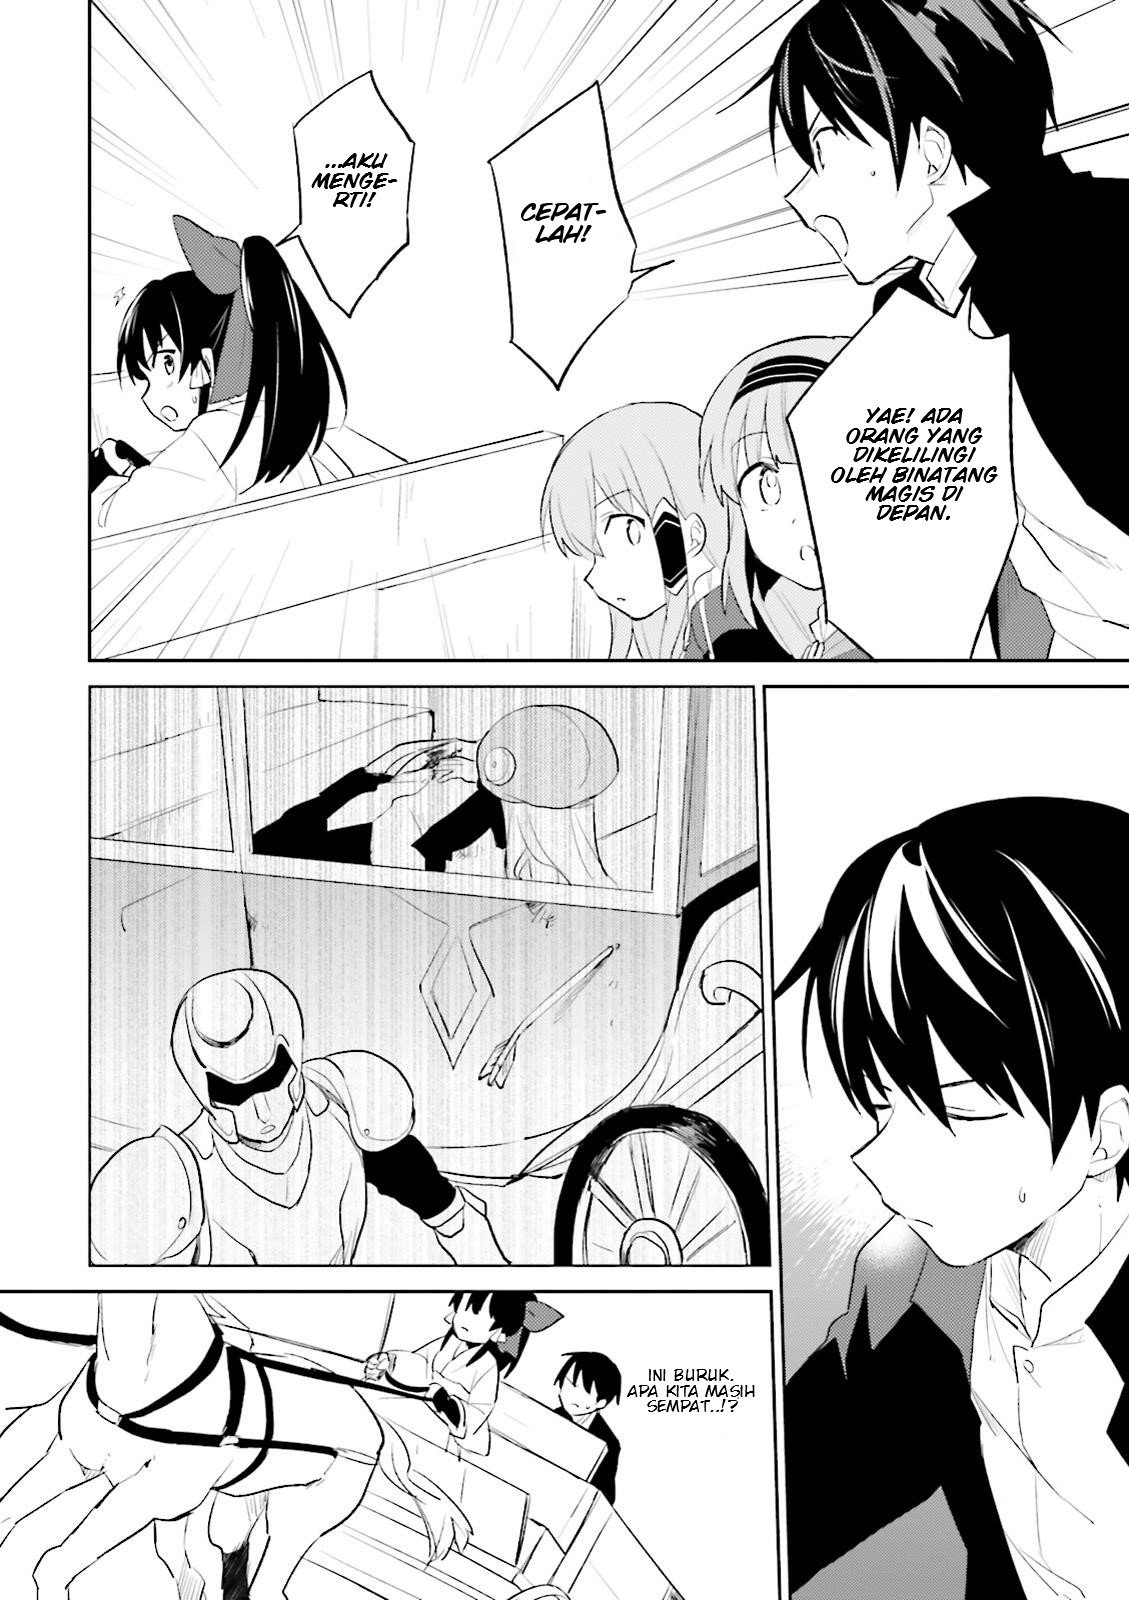 YAE! ADA
ORANG YANG
DIKELILINGI
OLEH BINATANG
MAGIS DI
DEPAN.
CEPAT-
LAH!
...AKU
MENGE-
RTI!
INI BURUK.
APA KITA MASIH
SEMPAT..!?